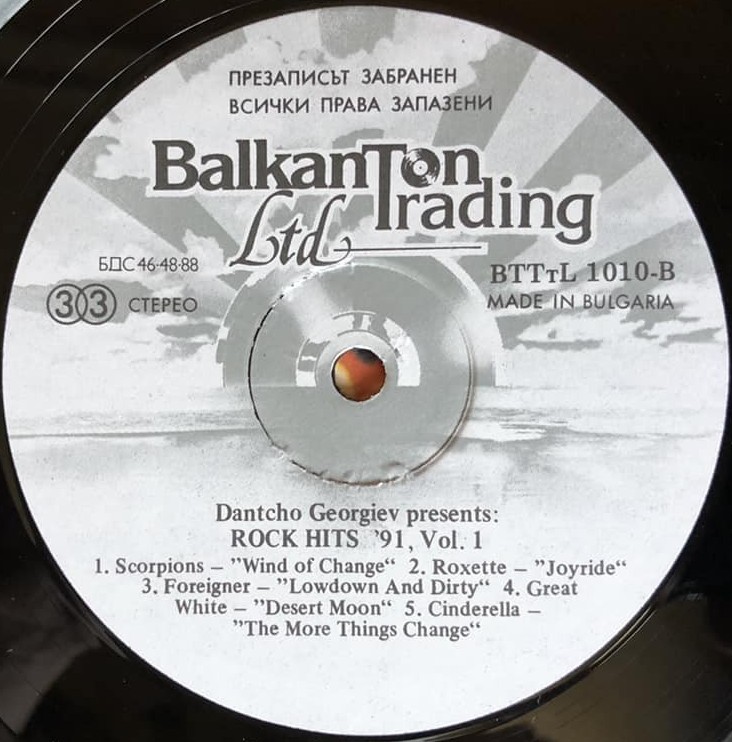 ПРЕЗАПИСЪТ ЗАБРАНЕН
ВСИЧКИ ПРАВА ЗАПАЗЕНИ
BalkanTon
Trading
Ltd
БДС 46-48-88
BTTTL 1010-B
33 СТЕРЕО
MADE IN BULGARIA
Dantcho Georgiev presents:
ROCK HITS '91, Vol. 1
1. Scorpions – ”Wind of Change“ 2. Roxette – ”Joyride“
3. Foreigner – ”Lowdown And Dirty“ 4. Great
White – ”Desert Moon“ 5. Cinderella –
”The More Things Change“